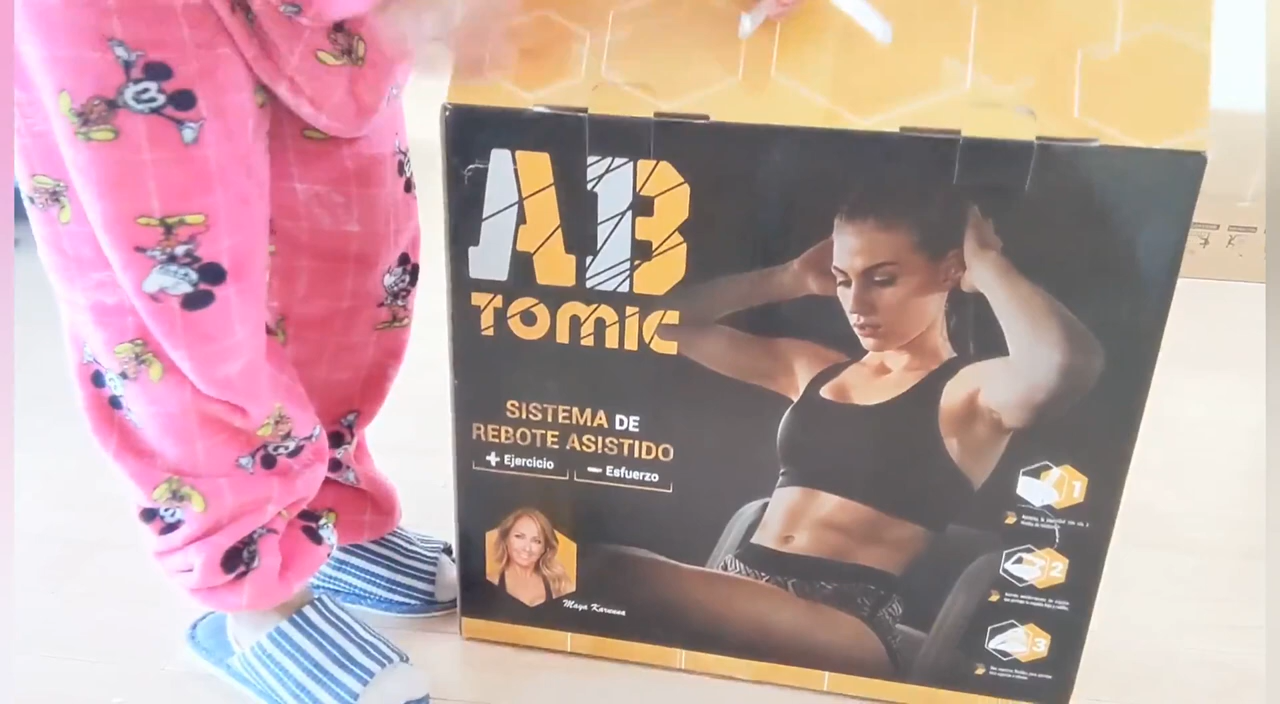 AB
TOMIC
SISTEMA DE
REBOTE ASISTIDO
+ Ejercicio
− Esfuerzo
Maya Karunna
1
2
3